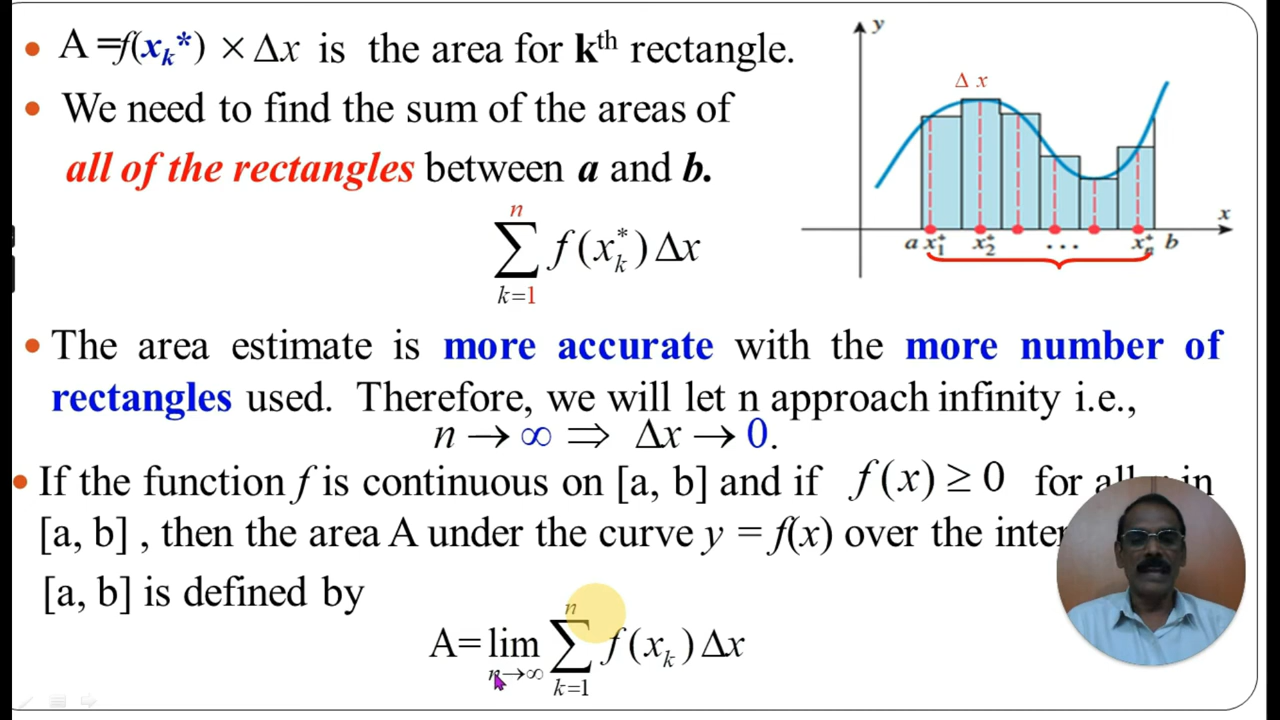 • A = f(xₖ*) × Δx is the area for kᵗʰ rectangle.
• We need to find the sum of the areas of
all of the rectangles between a and b.
n
∑ f(xₖ*) Δx
k=1
y
Δ x
x
a x₁⁺ x₂⁺ ... xₙ⁺ b
• The area estimate is more accurate with the more number of
rectangles used. Therefore, we will let n approach infinity i.e.,
n → ∞ ⇒ Δx → 0.
• If the function f is continuous on [a, b] and if f(x) ≥ 0 for all in
[a, b] , then the area A under the curve y = f(x) over the
[a, b] is defined by
n
A= lim ∑ f(xₖ) Δx
n→∞ k=1